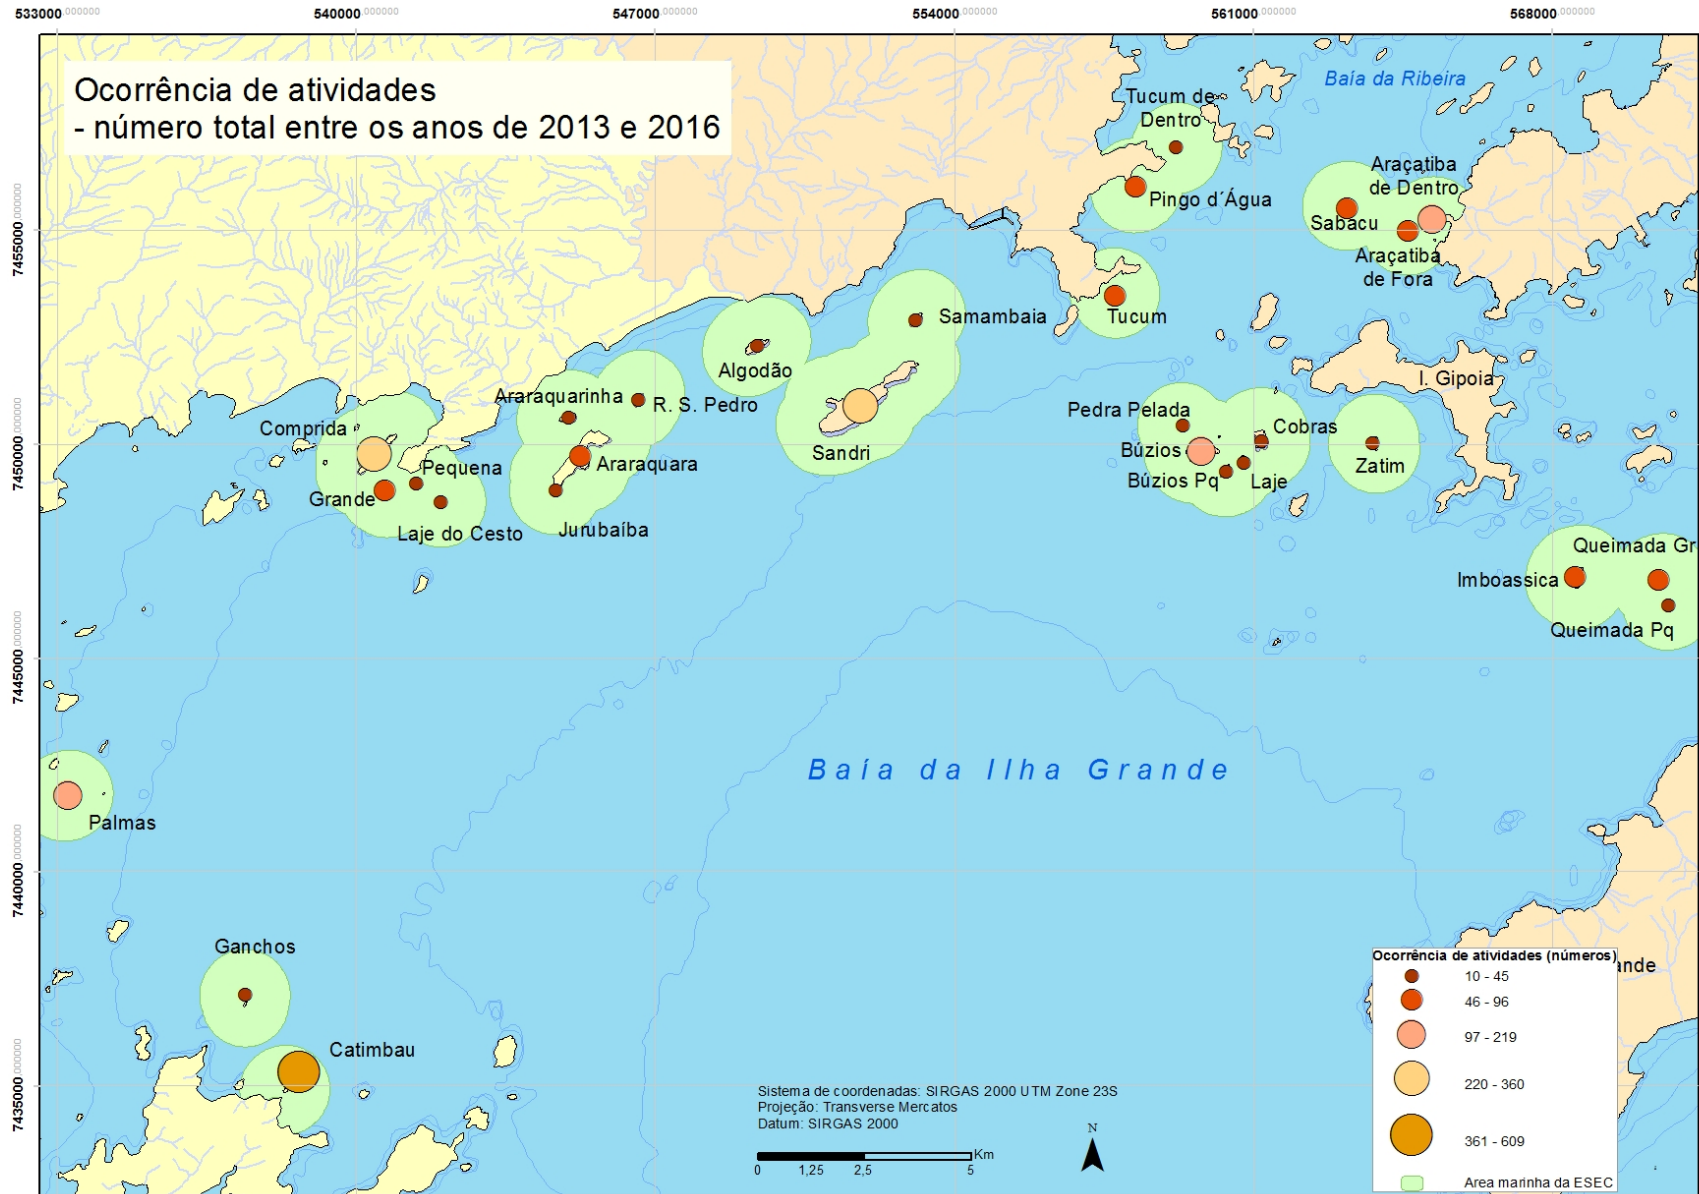 533000,000000 540000,000000 547000,000000 554000,000000 561000,000000 568000,000000
Ocorrência de atividades
- número total entre os anos de 2013 e 2016
Baía da Ribeira
Tucum de
Dentro
Pingo d´Água
Araçatiba
de Dentro
Sabacu
Araçatiba
de Fora
7455000,000000
Tucum
Samambaia
Algodão
I. Gipoia
Araraquarinha
R. S. Pedro
Comprida
Pedra Pelada
Cobras
Búzios
Sandri
Zatim
7450000,000000
Pequena
Araraquara
Grande
Búzios Pq
Laje
Laje do Cesto
Jurubaíba
Queimada Gr
Imboassica
Queimada Pq
7445000,000000
Baía da Ilha Grande
Palmas
7440000,000000
Ganchos
Catimbau
7435000,000000
Sistema de coordenadas: SIRGAS 2000 UTM Zone 23S
Projeção: Transverse Mercatos
Datum: SIRGAS 2000
Km
0 1,25 2,5 5
N
ande
Ocorrência de atividades (números)
10 - 45
46 - 96
97 - 219
220 - 360
361 - 609
Area marinha da ESEC